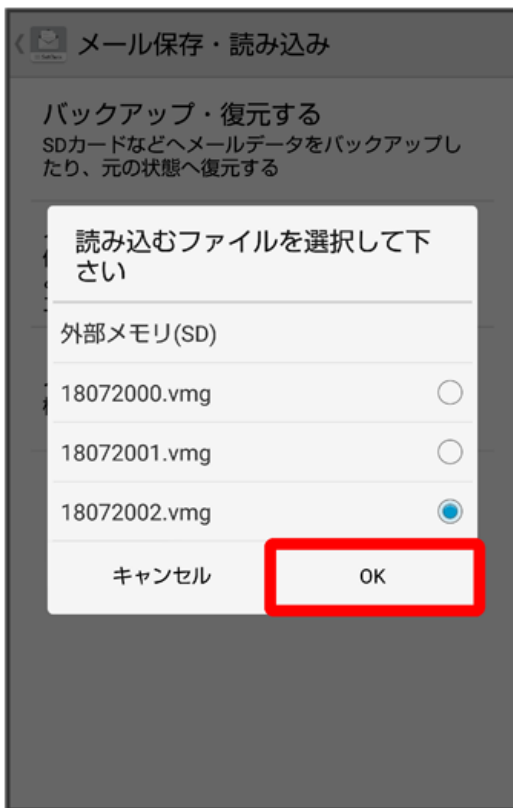 メール保存・読み込み
バックアップ・復元する
SDカードなどへメールデータをバックアップし
たり、元の状態へ復元する
読み込むファイルを選択して下
さい
外部メモリ(SD)
18072000.vmg
18072001.vmg
18072002.vmg
キャンセル
OK